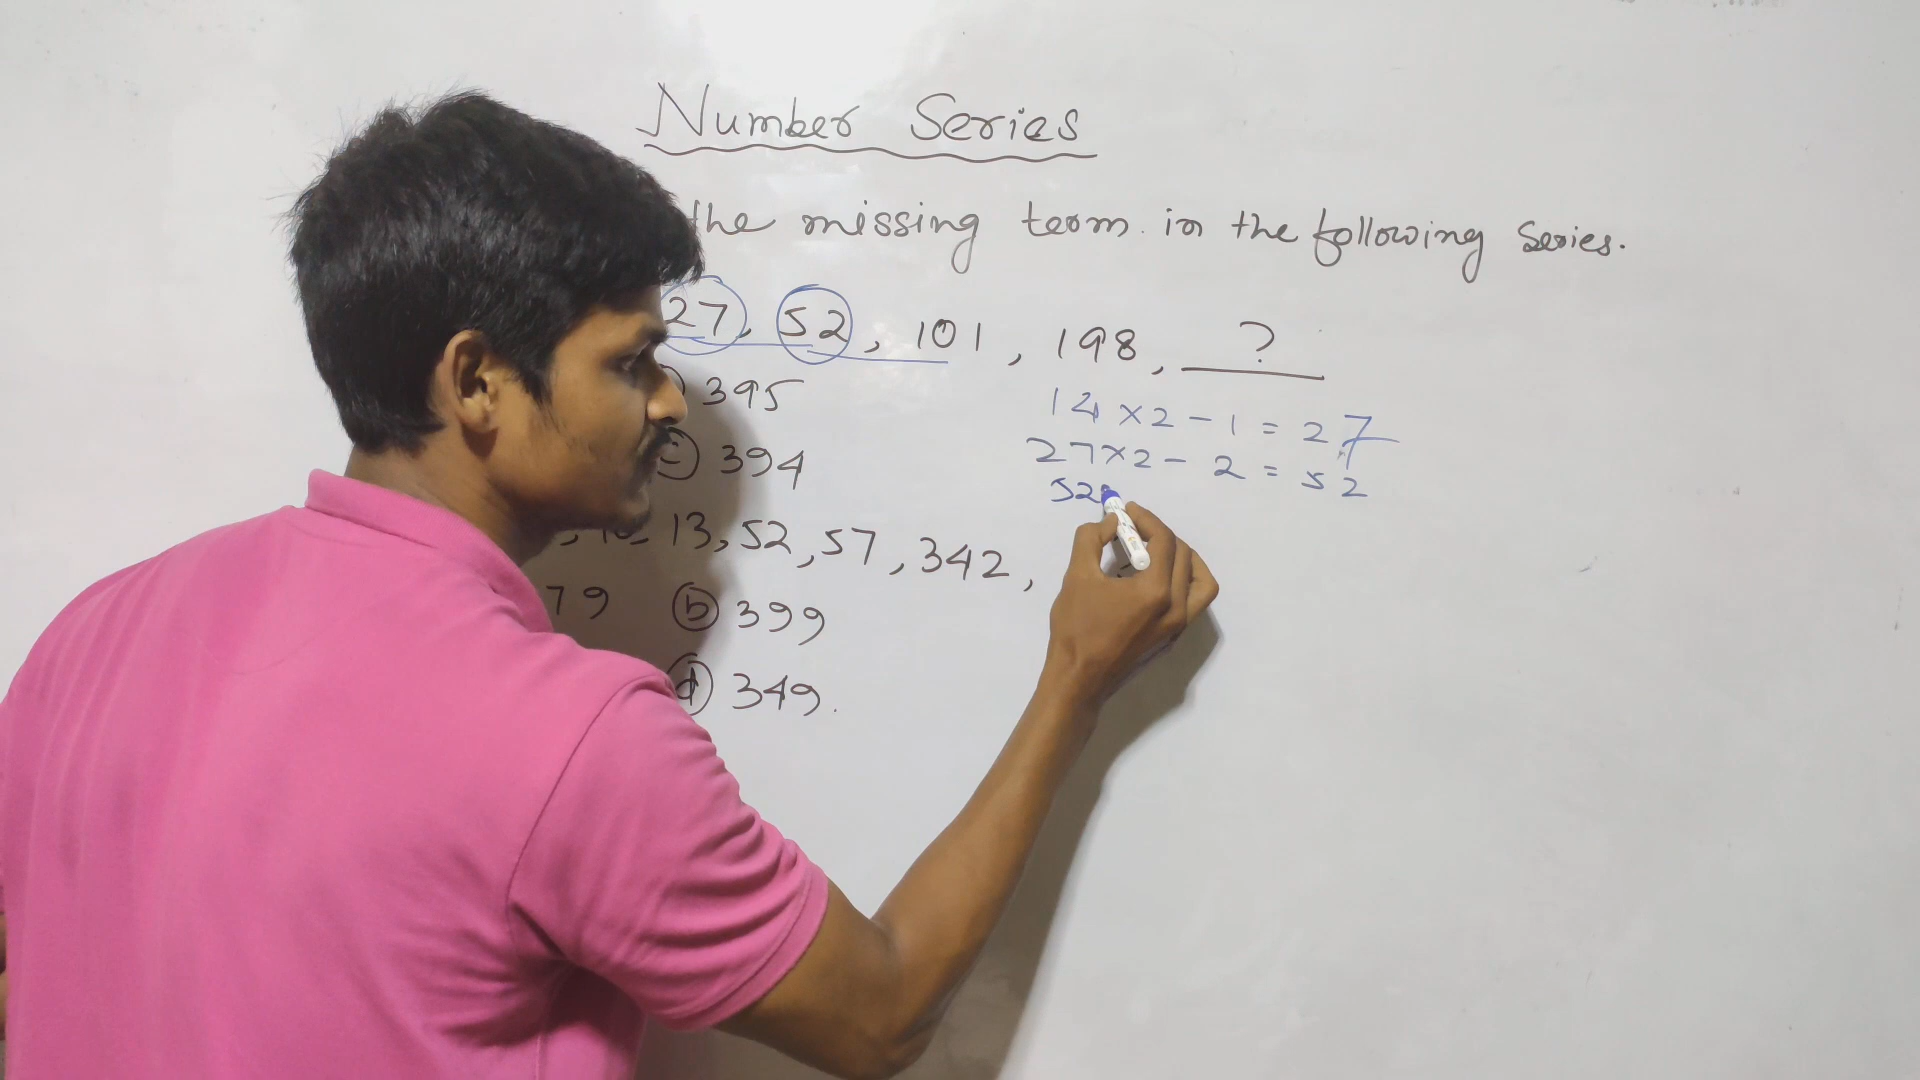 Number Series
the missing term in the following Series.
27, 52, 101, 198, ?
395
394
14 × 2 - 1 = 27
27 × 2 - 2 = 52
52
13, 52, 57, 342,
79 (b) 399
(d) 349.